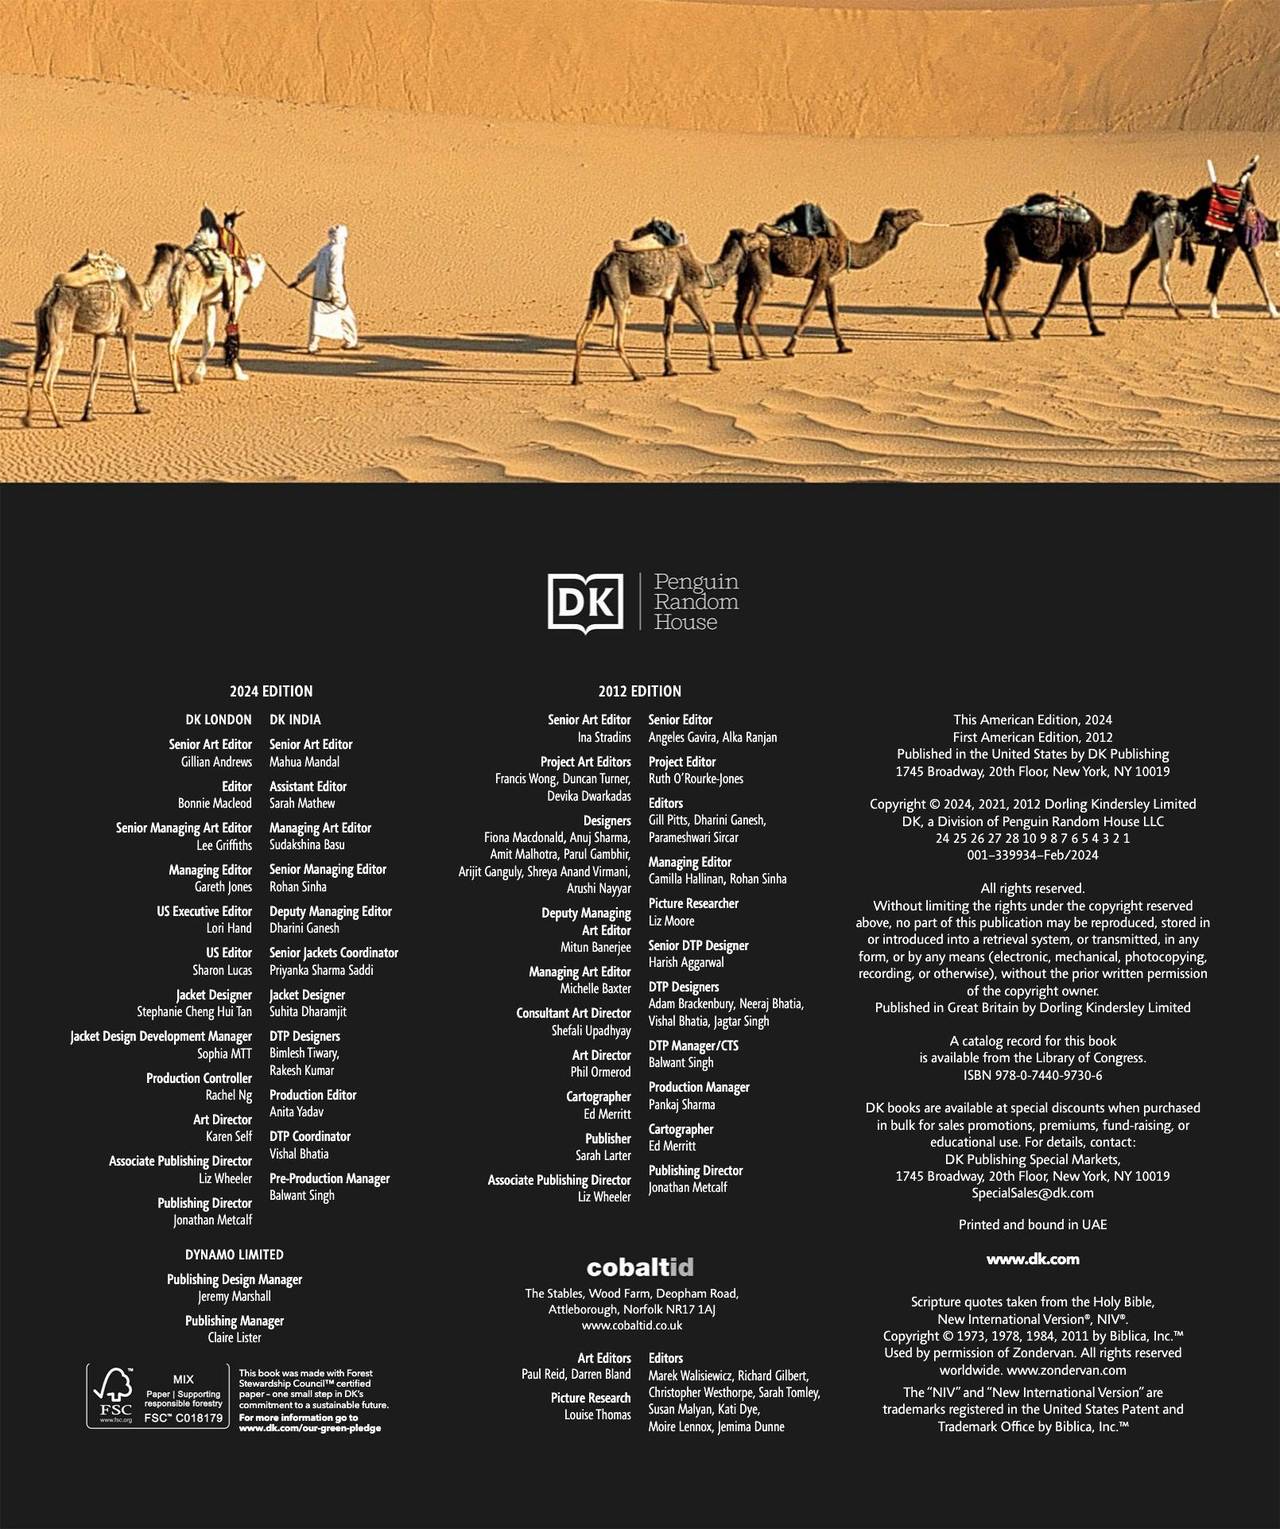 DK
Penguin
Random
House
2024 EDITION
DK LONDON
Senior Art Editor
Gillian Andrews
Editor
Bonnie Macleod
Senior Managing Art Editor
Lee Griffiths
Managing Editor
Gareth Jones
US Executive Editor
Lori Hand
US Editor
Sharon Lucas
Jacket Designer
Stephanie Cheng Hui Tan
Jacket Design Development Manager
Sophia MTT
Production Controller
Rachel Ng
Art Director
Karen Self
Associate Publishing Director
Liz Wheeler
Publishing Director
Jonathan Metcalf
DK INDIA
Senior Art Editor
Mahua Mandal
Assistant Editor
Sarah Mathew
Managing Art Editor
Sudakshina Basu
Senior Managing Editor
Rohan Sinha
Deputy Managing Editor
Dharini Ganesh
Senior Jackets Coordinator
Priyanka Sharma Saddi
Jacket Designer
Suhita Dharamjit
DTP Designers
Bimlesh Tiwary,
Rakesh Kumar
Production Editor
Anita Yadav
DTP Coordinator
Vishal Bhatia
Pre-Production Manager
Balwant Singh
DYNAMO LIMITED
Publishing Design Manager
Jeremy Marshall
Publishing Manager
Claire Lister
FSC
www.fsc.org
MIX
Paper | Supporting
responsible forestry
FSC™ C018179
This book was made with Forest
Stewardship Council™ certified
paper – one small step in DK's
commitment to a sustainable future.
For more information go to
www.dk.com/our-green-pledge
2012 EDITION
Senior Art Editor
Ina Stradins
Project Art Editors
Francis Wong, Duncan Turner,
Devika Dwarkadas
Designers
Fiona Macdonald, Anuj Sharma,
Amit Malhotra, Parul Gambhir,
Arijit Ganguly, Shreya Anand Virmani,
Arushi Nayyar
Deputy Managing
Art Editor
Mitun Banerjee
Managing Art Editor
Michelle Baxter
Consultant Art Director
Shefali Upadhyay
Art Director
Phil Ormerod
Cartographer
Ed Merritt
Publisher
Sarah Larter
Associate Publishing Director
Liz Wheeler
Senior Editor
Angeles Gavira, Alka Ranjan
Project Editor
Ruth O'Rourke-Jones
Editors
Gill Pitts, Dharini Ganesh,
Parameshwari Sircar
Managing Editor
Camilla Hallinan, Rohan Sinha
Picture Researcher
Liz Moore
Senior DTP Designer
Harish Aggarwal
DTP Designers
Adam Brackenbury, Neeraj Bhatia,
Vishal Bhatia, Jagtar Singh
DTP Manager/CTS
Balwant Singh
Production Manager
Pankaj Sharma
Cartographer
Ed Merritt
Publishing Director
Jonathan Metcalf
cobaltid
The Stables, Wood Farm, Deopham Road,
Attleborough, Norfolk NR17 1AJ
www.cobaltid.co.uk
Art Editors
Paul Reid, Darren Bland
Picture Research
Louise Thomas
Editors
Marek Walisiewicz, Richard Gilbert,
Christopher Westhorpe, Sarah Tomley,
Susan Malyan, Kati Dye,
Moire Lennox, Jemima Dunne
This American Edition, 2024
First American Edition, 2012
Published in the United States by DK Publishing
1745 Broadway, 20th Floor, New York, NY 10019
Copyright © 2024, 2021, 2012 Dorling Kindersley Limited
DK, a Division of Penguin Random House LLC
24 25 26 27 28 10 9 8 7 6 5 4 3 2 1
001–339934–Feb/2024
All rights reserved.
Without limiting the rights under the copyright reserved
above, no part of this publication may be reproduced, stored in
or introduced into a retrieval system, or transmitted, in any
form, or by any means (electronic, mechanical, photocopying,
recording, or otherwise), without the prior written permission
of the copyright owner.
Published in Great Britain by Dorling Kindersley Limited
A catalog record for this book
is available from the Library of Congress.
ISBN 978-0-7440-9730-6
DK books are available at special discounts when purchased
in bulk for sales promotions, premiums, fund-raising, or
educational use. For details, contact:
DK Publishing Special Markets,
1745 Broadway, 20th Floor, New York, NY 10019
SpecialSales@dk.com
Printed and bound in UAE
www.dk.com
Scripture quotes taken from the Holy Bible,
New International Version®, NIV®.
Copyright © 1973, 1978, 1984, 2011 by Biblica, Inc.™
Used by permission of Zondervan. All rights reserved
worldwide. www.zondervan.com
The “NIV” and “New International Version” are
trademarks registered in the United States Patent and
Trademark Office by Biblica, Inc.™